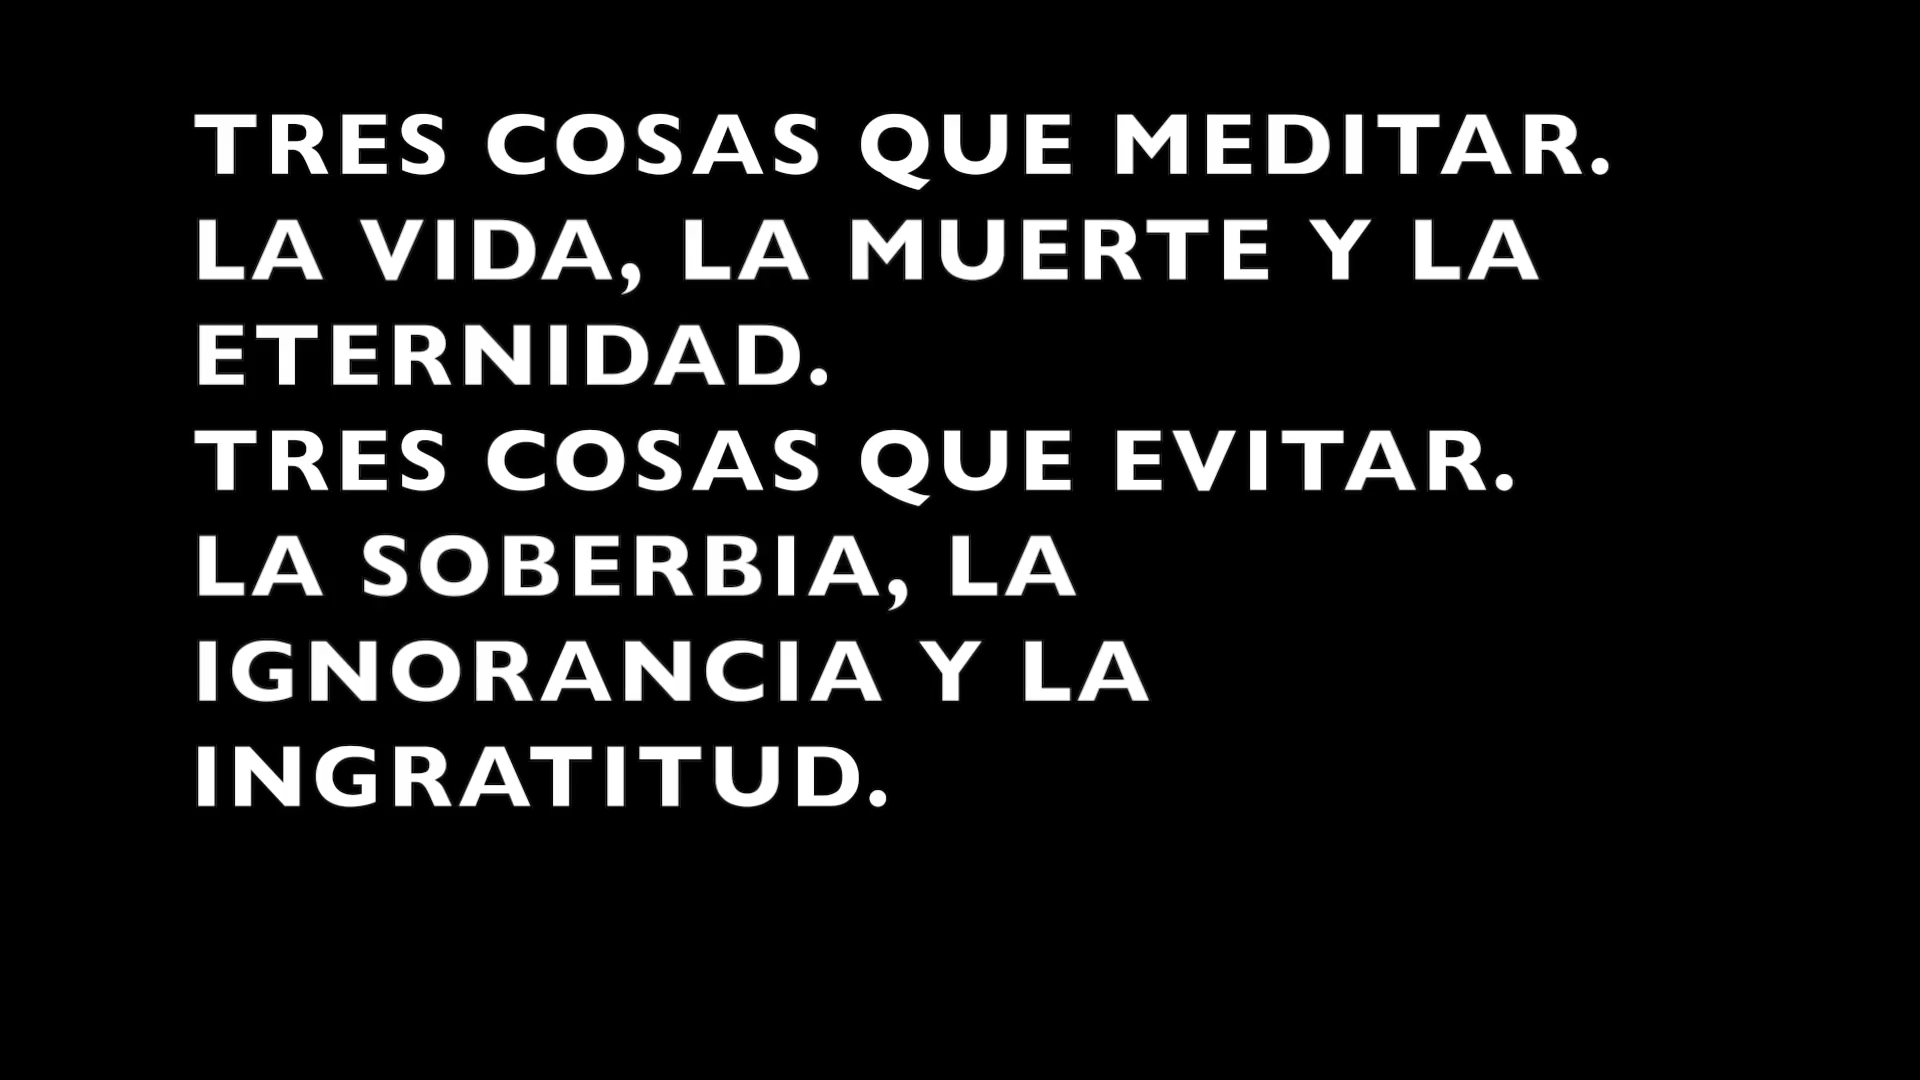 TRES COSAS QUE MEDITAR.
LA VIDA, LA MUERTE Y LA
ETERNIDAD.
TRES COSAS QUE EVITAR.
LA SOBERBIA, LA
IGNORANCIA Y LA
INGRATITUD.